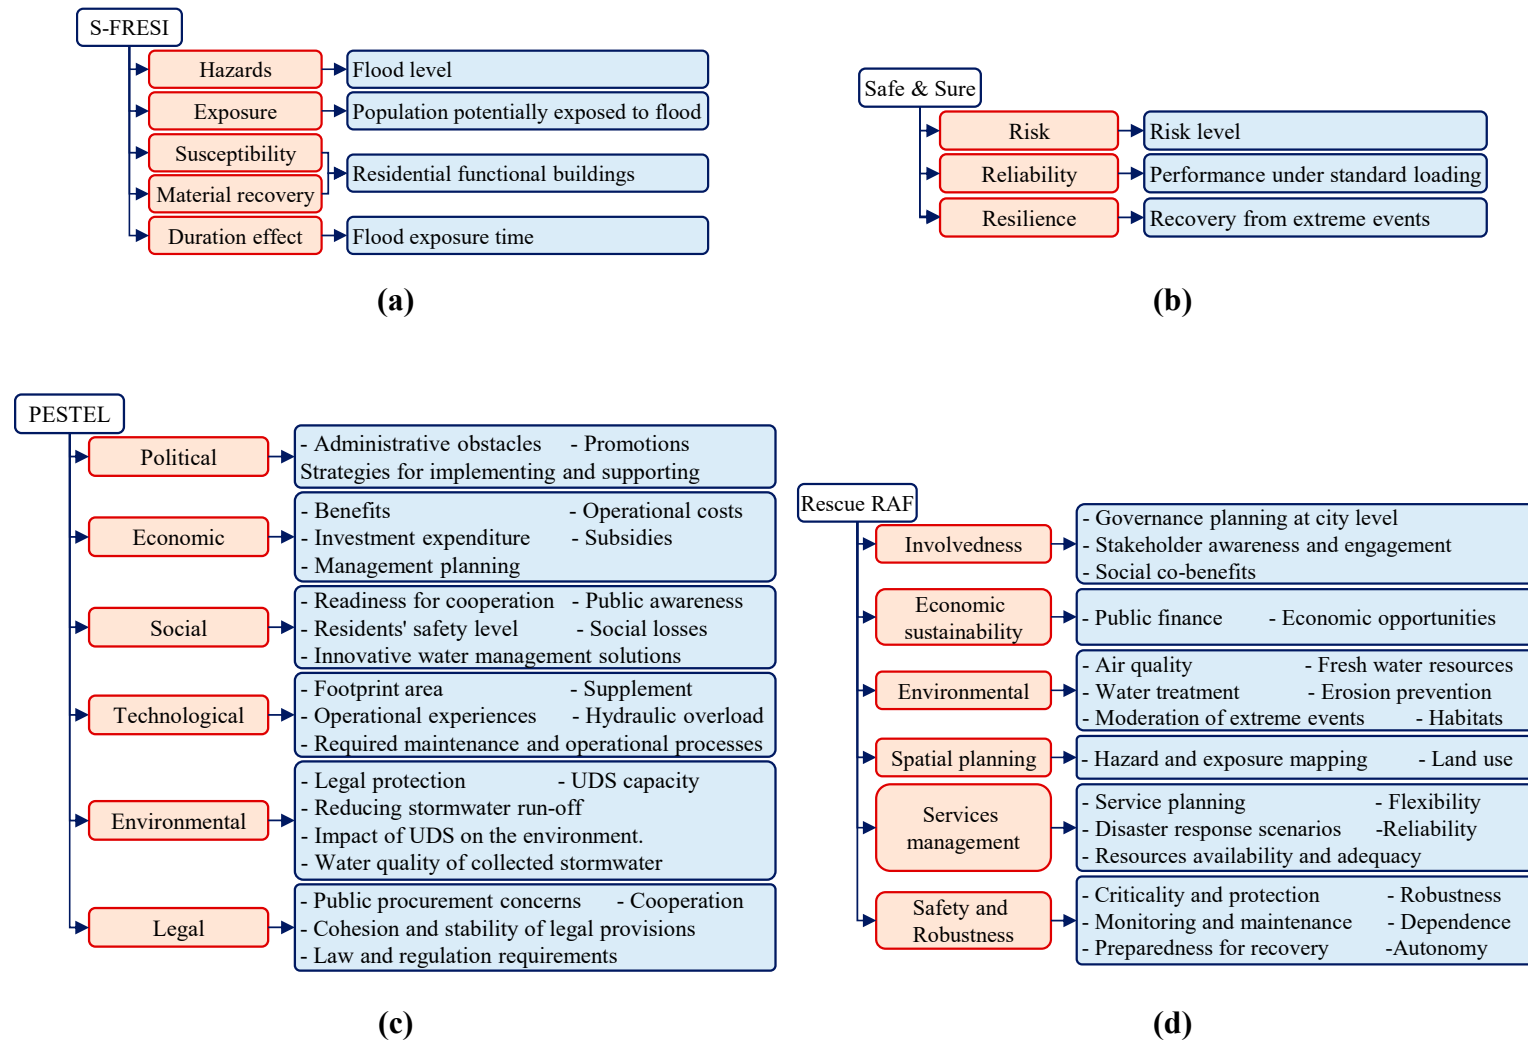 S-FRESI
Hazards
Flood level
Exposure
Population potentially exposed to flood
Susceptibility
Material recovery
Residential functional buildings
Duration effect
Flood exposure time
(a)
Safe & Sure
Risk
Risk level
Reliability
Performance under standard loading
Resilience
Recovery from extreme events
(b)
PESTEL
Political
- Administrative obstacles - Promotions
Strategies for implementing and supporting
Economic
- Benefits - Operational costs
- Investment expenditure - Subsidies
- Management planning
Social
- Readiness for cooperation - Public awareness
- Residents' safety level - Social losses
- Innovative water management solutions
Technological
- Footprint area - Supplement
- Operational experiences - Hydraulic overload
- Required maintenance and operational processes
Environmental
- Legal protection - UDS capacity
- Reducing stormwater run-off
- Impact of UDS on the environment.
- Water quality of collected stormwater
Legal
- Public procurement concerns - Cooperation
- Cohesion and stability of legal provisions
- Law and regulation requirements
(c)
Rescue RAF
Involvedness
- Governance planning at city level
- Stakeholder awareness and engagement
- Social co-benefits
Economic
sustainability
- Public finance - Economic opportunities
Environmental
- Air quality - Fresh water resources
- Water treatment - Erosion prevention
- Moderation of extreme events - Habitats
Spatial planning
- Hazard and exposure mapping - Land use
Services
management
- Service planning - Flexibility
- Disaster response scenarios -Reliability
- Resources availability and adequacy
Safety and
Robustness
- Criticality and protection - Robustness
- Monitoring and maintenance - Dependence
- Preparedness for recovery -Autonomy
(d)